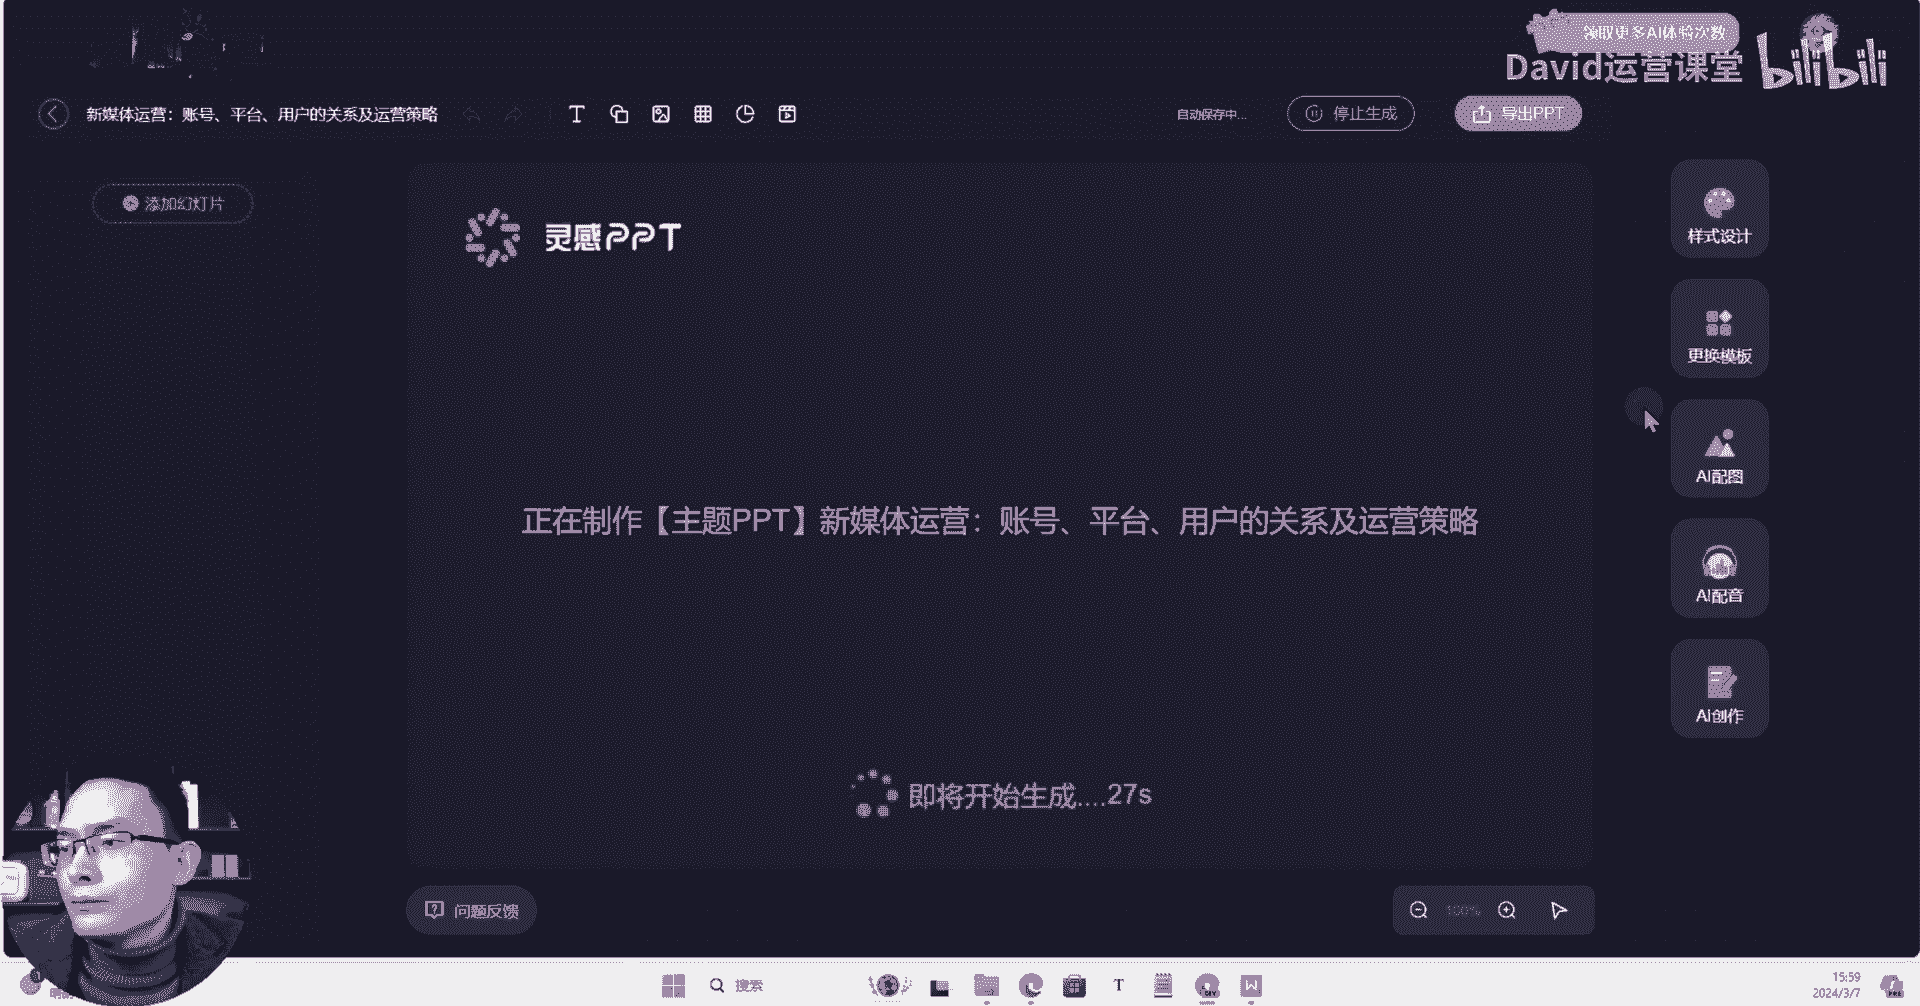 领取更多AI体验次数
David运营课堂
bilibili
新媒体运营：账号、平台、用户的关系及运营策略
自动保存中...
停止生成
导出PPT
添加幻灯片
灵感PPT
样式设计
更换模板
AI配图
AI配音
AI创作
正在制作【主题PPT】新媒体运营：账号、平台、用户的关系及运营策略
即将开始生成....27s
问题反馈
100%
搜索
15:59
2024/3/7